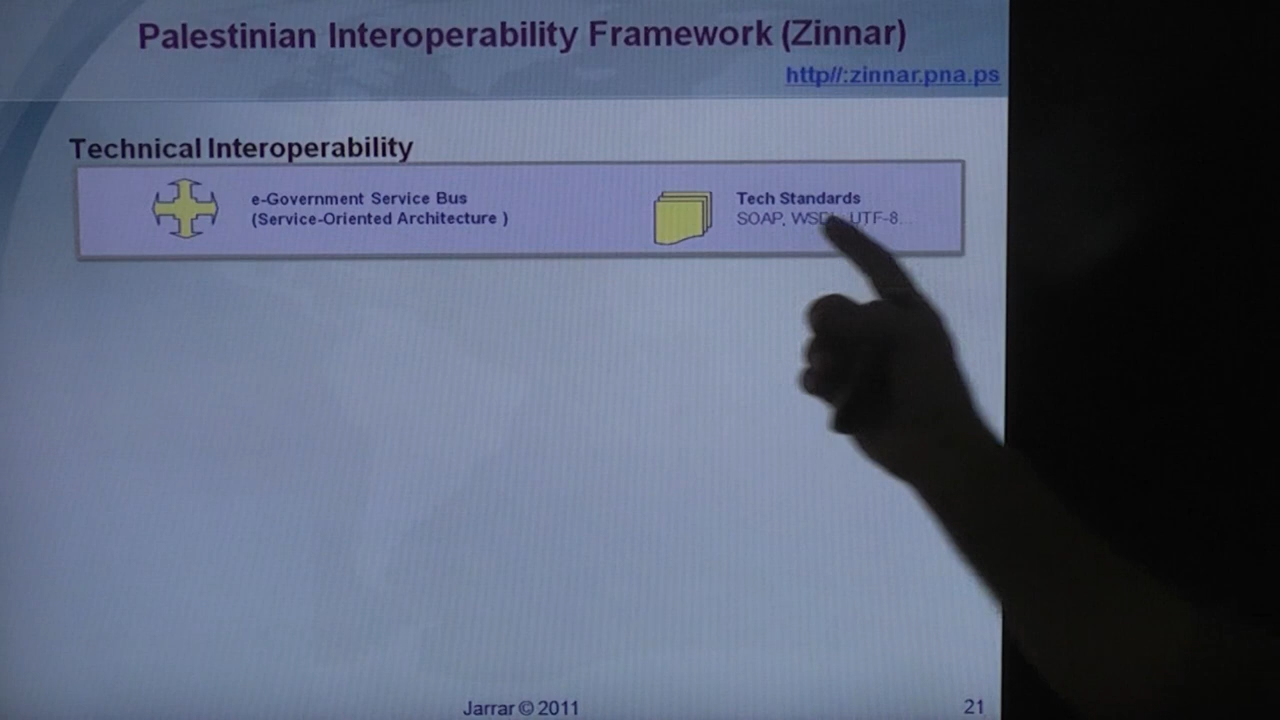 Palestinian Interoperability Framework (Zinnar)
http//:zinnar.pna.ps
Technical Interoperability
e-Government Service Bus
(Service-Oriented Architecture )
Tech Standards
SOAP, WSDL, UTF-8...
Jarrar © 2011
21